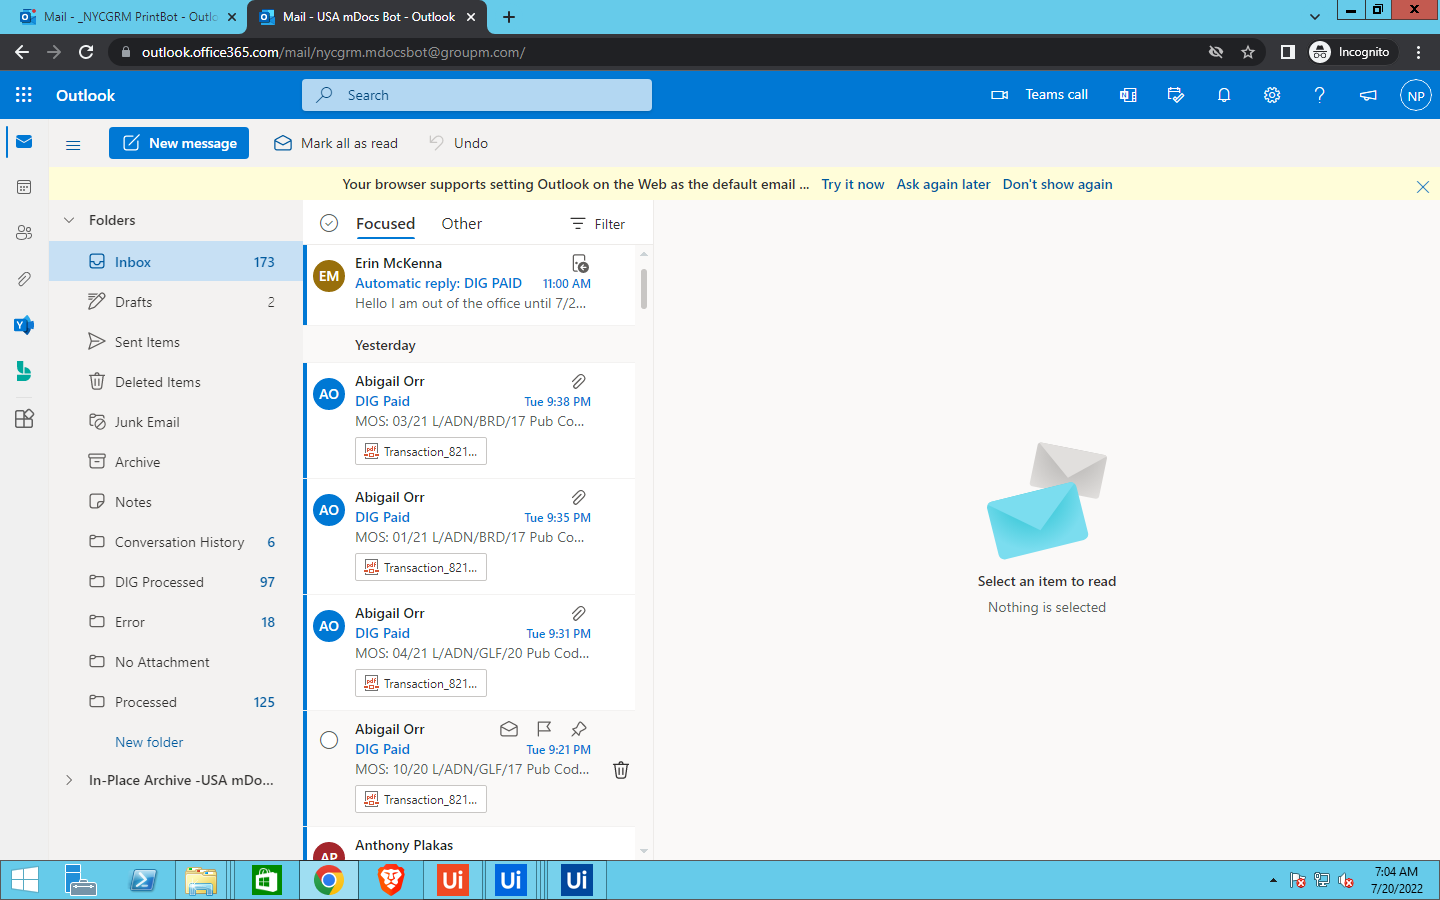 Mail - _NYCGRM PrintBot - Outlo
Mail - USA mDocs Bot - Outlook
outlook.office365.com/mail/nycgrm.mdocsbot@groupm.com/
Incognito
Outlook
Search
Teams call
NP
New message
Mark all as read
Undo
Your browser supports setting Outlook on the Web as the default email ... Try it now Ask again later Don't show again
Folders
Inbox 173
Drafts 2
Sent Items
Deleted Items
Junk Email
Archive
Notes
Conversation History 6
DIG Processed 97
Error 18
No Attachment
Processed 125
New folder
In-Place Archive -USA mDo...
Focused Other Filter
EM
Erin McKenna
Automatic reply: DIG PAID 11:00 AM
Hello I am out of the office until 7/2...
Yesterday
AO
Abigail Orr
DIG Paid Tue 9:38 PM
MOS: 03/21 L/ADN/BRD/17 Pub Co...
pdf Transaction_821...
AO
Abigail Orr
DIG Paid Tue 9:35 PM
MOS: 01/21 L/ADN/BRD/17 Pub Co...
pdf Transaction_821...
AO
Abigail Orr
DIG Paid Tue 9:31 PM
MOS: 04/21 L/ADN/GLF/20 Pub Cod...
pdf Transaction_821...
Abigail Orr
DIG Paid Tue 9:21 PM
MOS: 10/20 L/ADN/GLF/17 Pub Cod...
pdf Transaction_821...
AP
Anthony Plakas
Select an item to read
Nothing is selected
Ui
Ui
Ui
7:04 AM
7/20/2022